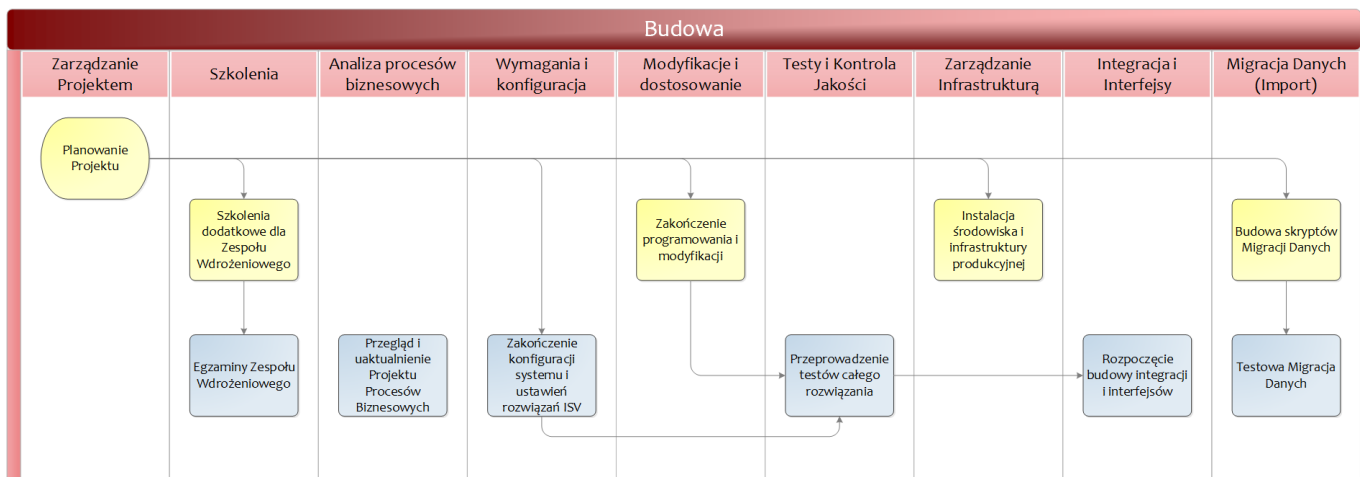 Budowa
Zarządzanie
Projektem
Szkolenia
Analiza procesów
biznesowych
Wymagania i
konfiguracja
Modyfikacje i
dostosowanie
Testy i Kontrola
Jakości
Zarządzanie
Infrastrukturą
Integracja i
Interfejsy
Migracja Danych
(Import)
Planowanie
Projektu
Szkolenia
dodatkowe dla
Zespołu
Wdrożeniowego
Zakończenie
programowania i
modyfikacji
Instalacja
środowiska i
infrastruktury
produkcyjnej
Budowa skryptów
Migracji Danych
Egzaminy Zespołu
Wdrożeniowego
Przegląd i
uaktualnienie
Projektu
Procesów
Biznesowych
Zakończenie
konfiguracji
systemu i
ustawień
rozwiązań ISV
Przeprowadzenie
testów całego
rozwiązania
Rozpoczęcie
budowy integracji
i interfejsów
Testowa Migracja
Danych